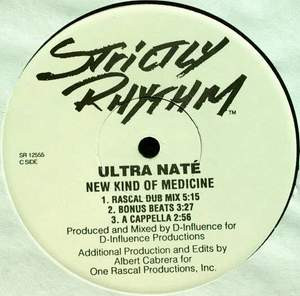 STRICTLY
RHYTHM™
SR 12555
C SIDE
ULTRA NATÉ
NEW KIND OF MEDICINE
1. RASCAL DUB MIX 5:15
2. BONUS BEATS 3:27
3. A CAPPELLA 2:56
Produced and Mixed by D-Influence for
D-Influence Productions
Additional Production and Edits by
Albert Cabrera for
One Rascal Productions, Inc.